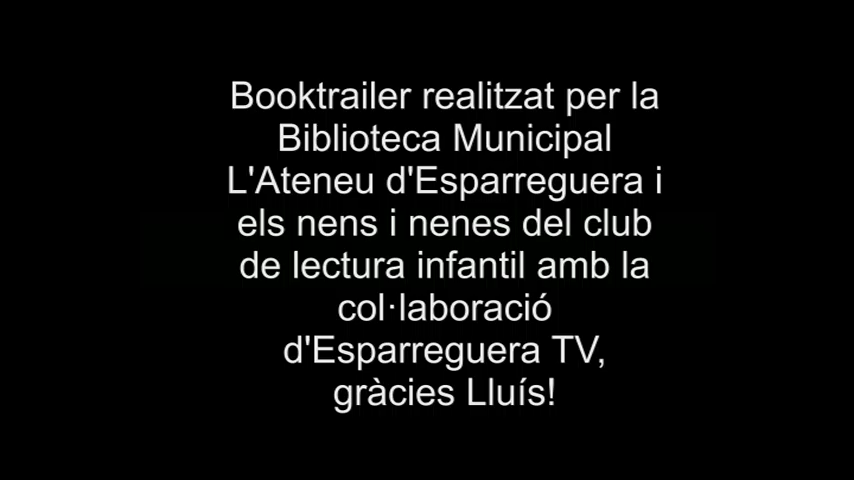 Booktrailer realitzat per la
Biblioteca Municipal
L'Ateneu d'Esparreguera i
els nens i nenes del club
de lectura infantil amb la
col·laboració
d'Esparreguera TV,
gràcies Lluís!